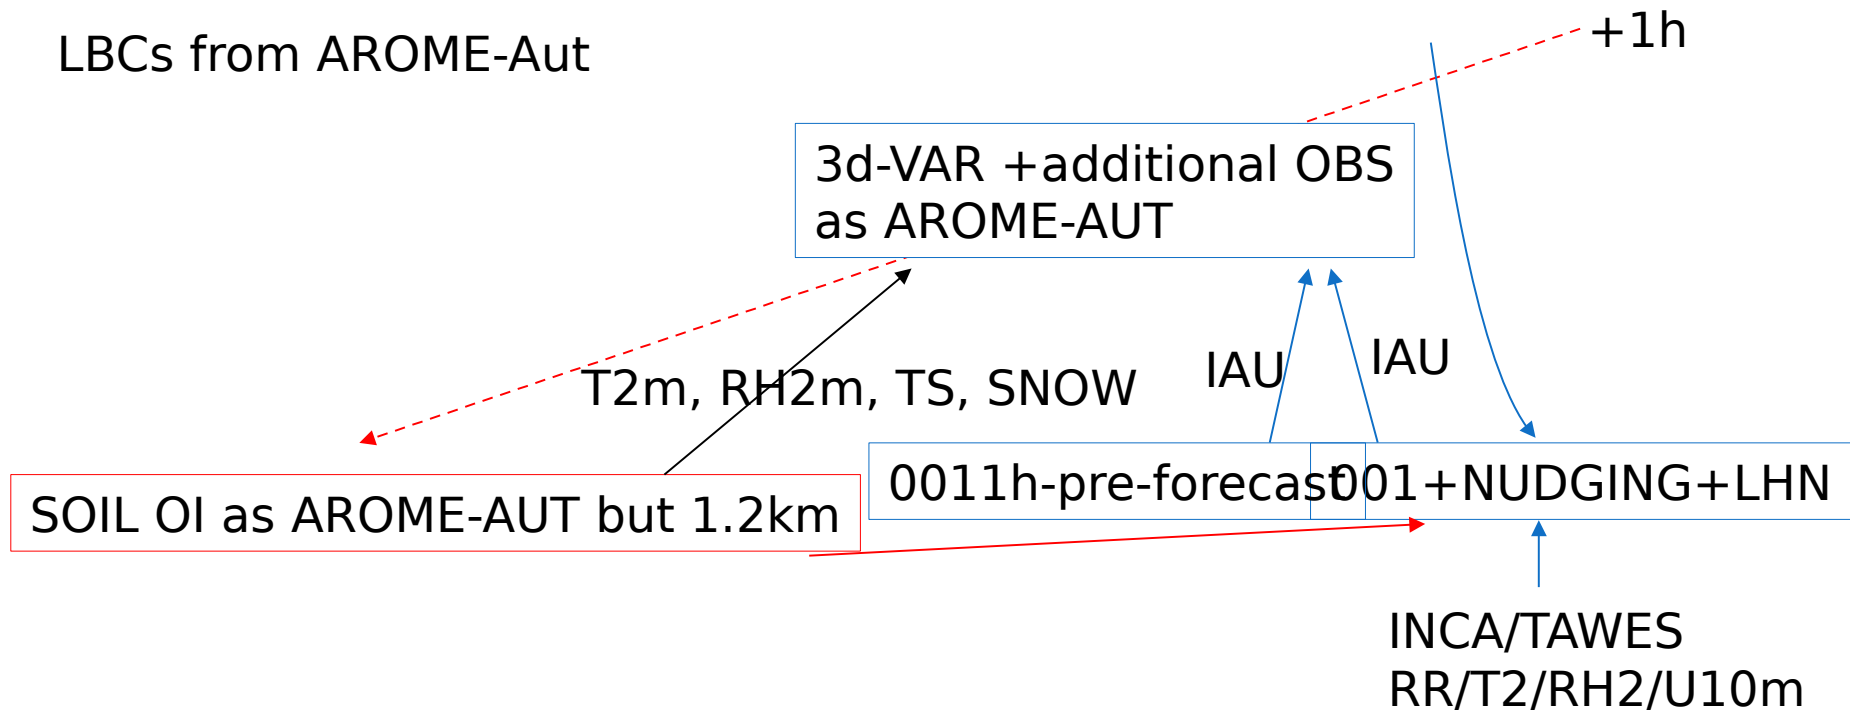 +1h
LBCs from AROME-Aut
3d-VAR +additional OBS
as AROME-AUT
IAU
IAU
T2m, RH2m, TS, SNOW
0011h-pre-forecast
001+NUDGING+LHN
SOIL OI as AROME-AUT but 1.2km
INCA/TAWES
RR/T2/RH2/U10m